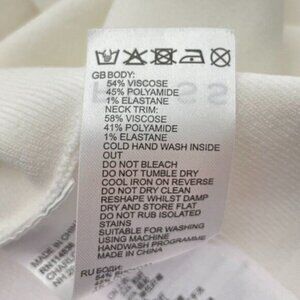 GB BODY:
54% VISCOSE
45% POLYAMIDE
1% ELASTANE
NECK TRIM:
58% VISCOSE
41% POLYAMIDE
1% ELASTANE
COLD HAND WASH INSIDE
OUT
DO NOT BLEACH
DO NOT TUMBLE DRY
COOL IRON ON REVERSE
DO NOT DRY CLEAN
RESHAPE WHILST DAMP
DRY AND STORE FLAT
DO NOT RUB ISOLATED
STAINS
SUITABLE FOR WASHING
USING MACHINE
HANDWASH PROGRAMME
MADE IN CHINA
RU